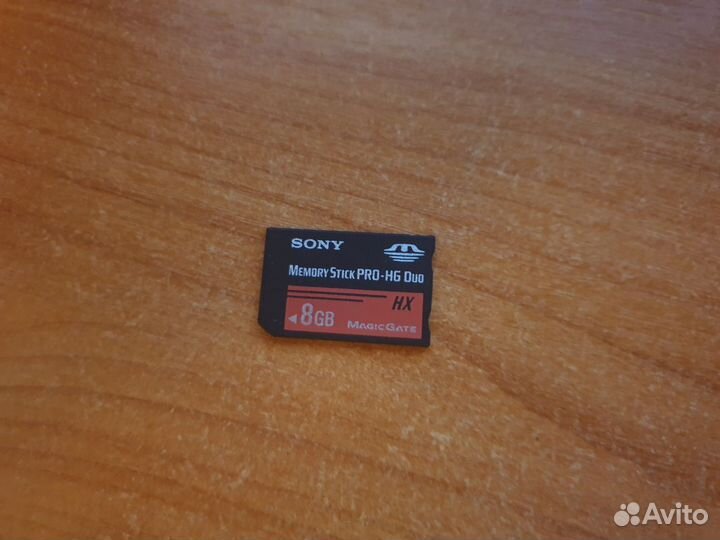 SONY
MEMORY STICK PRO-HG DUO
HX
8GB MAGICGATE
Avito